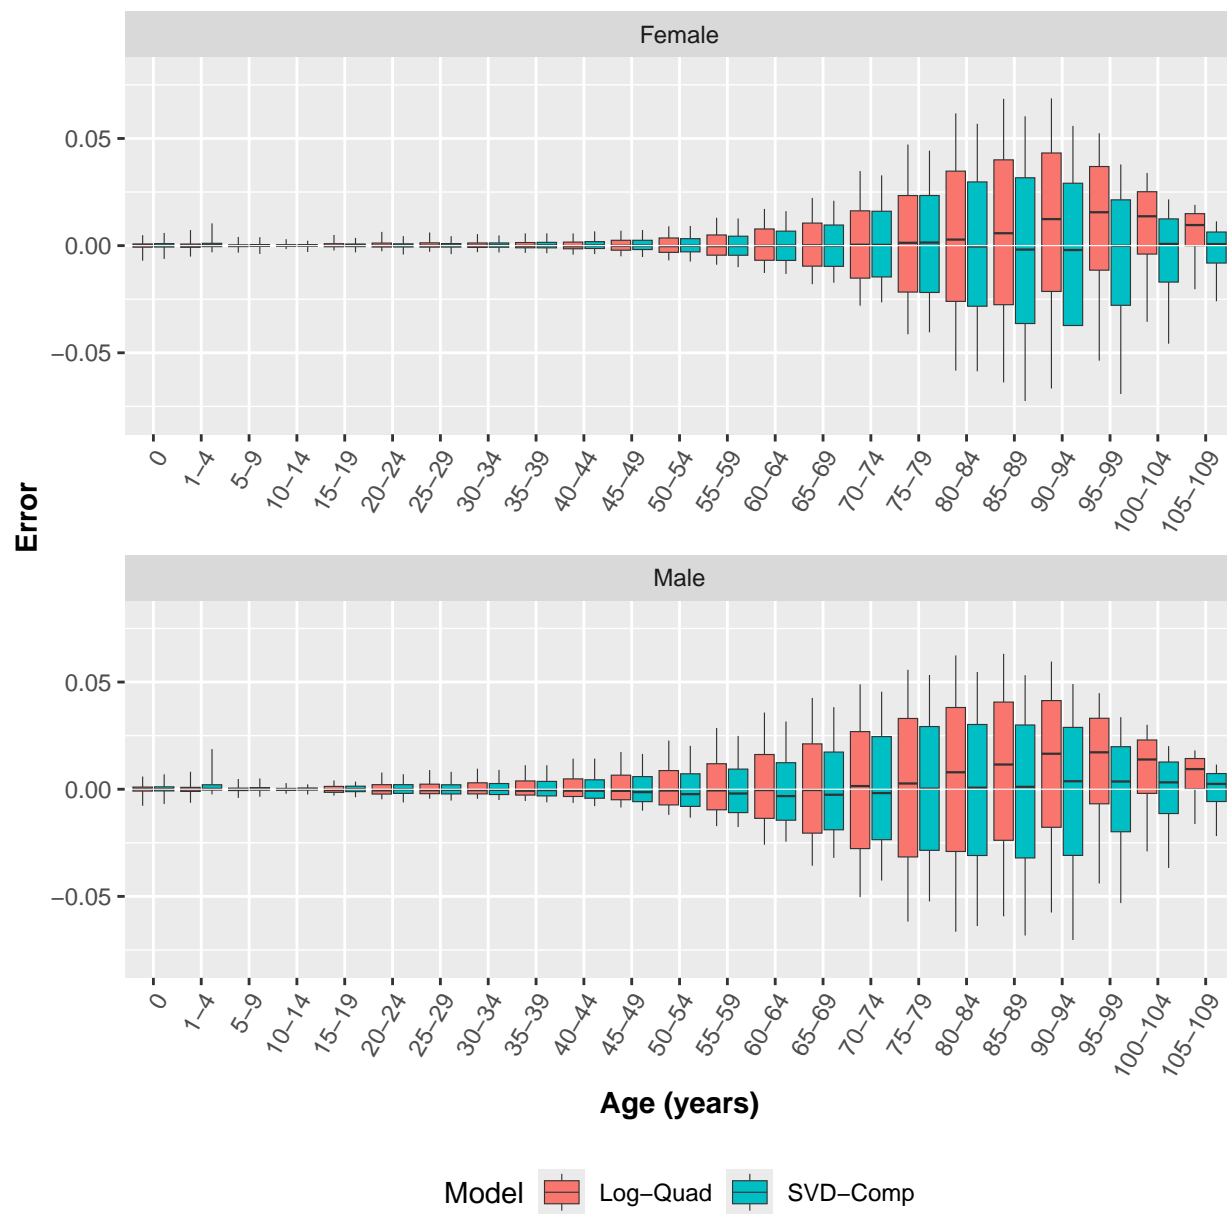 Female
0.05
0.00
−0.05
0 1−4 5−9 10−14 15−19 20−24 25−29 30−34 35−39 40−44 45−49 50−54 55−59 60−64 65−69 70−74 75−79 80−84 85−89 90−94 95−99 100−104 105−109
Error
Male
0.05
0.00
−0.05
0 1−4 5−9 10−14 15−19 20−24 25−29 30−34 35−39 40−44 45−49 50−54 55−59 60−64 65−69 70−74 75−79 80−84 85−89 90−94 95−99 100−104 105−109
Age (years)
Model Log−Quad SVD−Comp